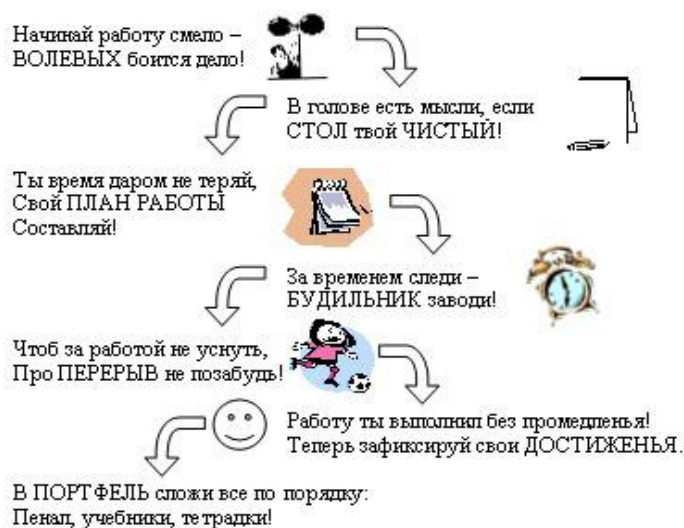 Начинай работу смело –
ВОЛЕВЫХ боится дело!
В голове есть мысли, если
СТОЛ твой ЧИСТЫЙ!
Ты время даром не теряй,
Свой ПЛАН РАБОТЫ
Составляй!
За временем следи –
БУДИЛЬНИК заводи!
Чтоб за работой не уснуть,
Про ПЕРЕРЫВ не позабудь!
Работу ты выполнил без промедленья!
Теперь зафиксируй свои ДОСТИЖЕНЬЯ.
В ПОРТФЕЛЬ сложи все по порядку:
Пенал, учебники, тетрадки!